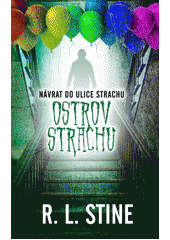 NÁVRAT DO ULICE STRACHU
OSTROV
STRACHU
R. L. STINE